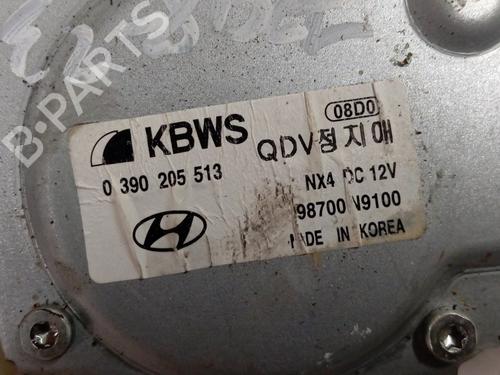 08D0
KBWS
QDV정지애
0 390 205 513
NX4 DC 12V
98700 N9100
MADE IN KOREA
B-PARTS